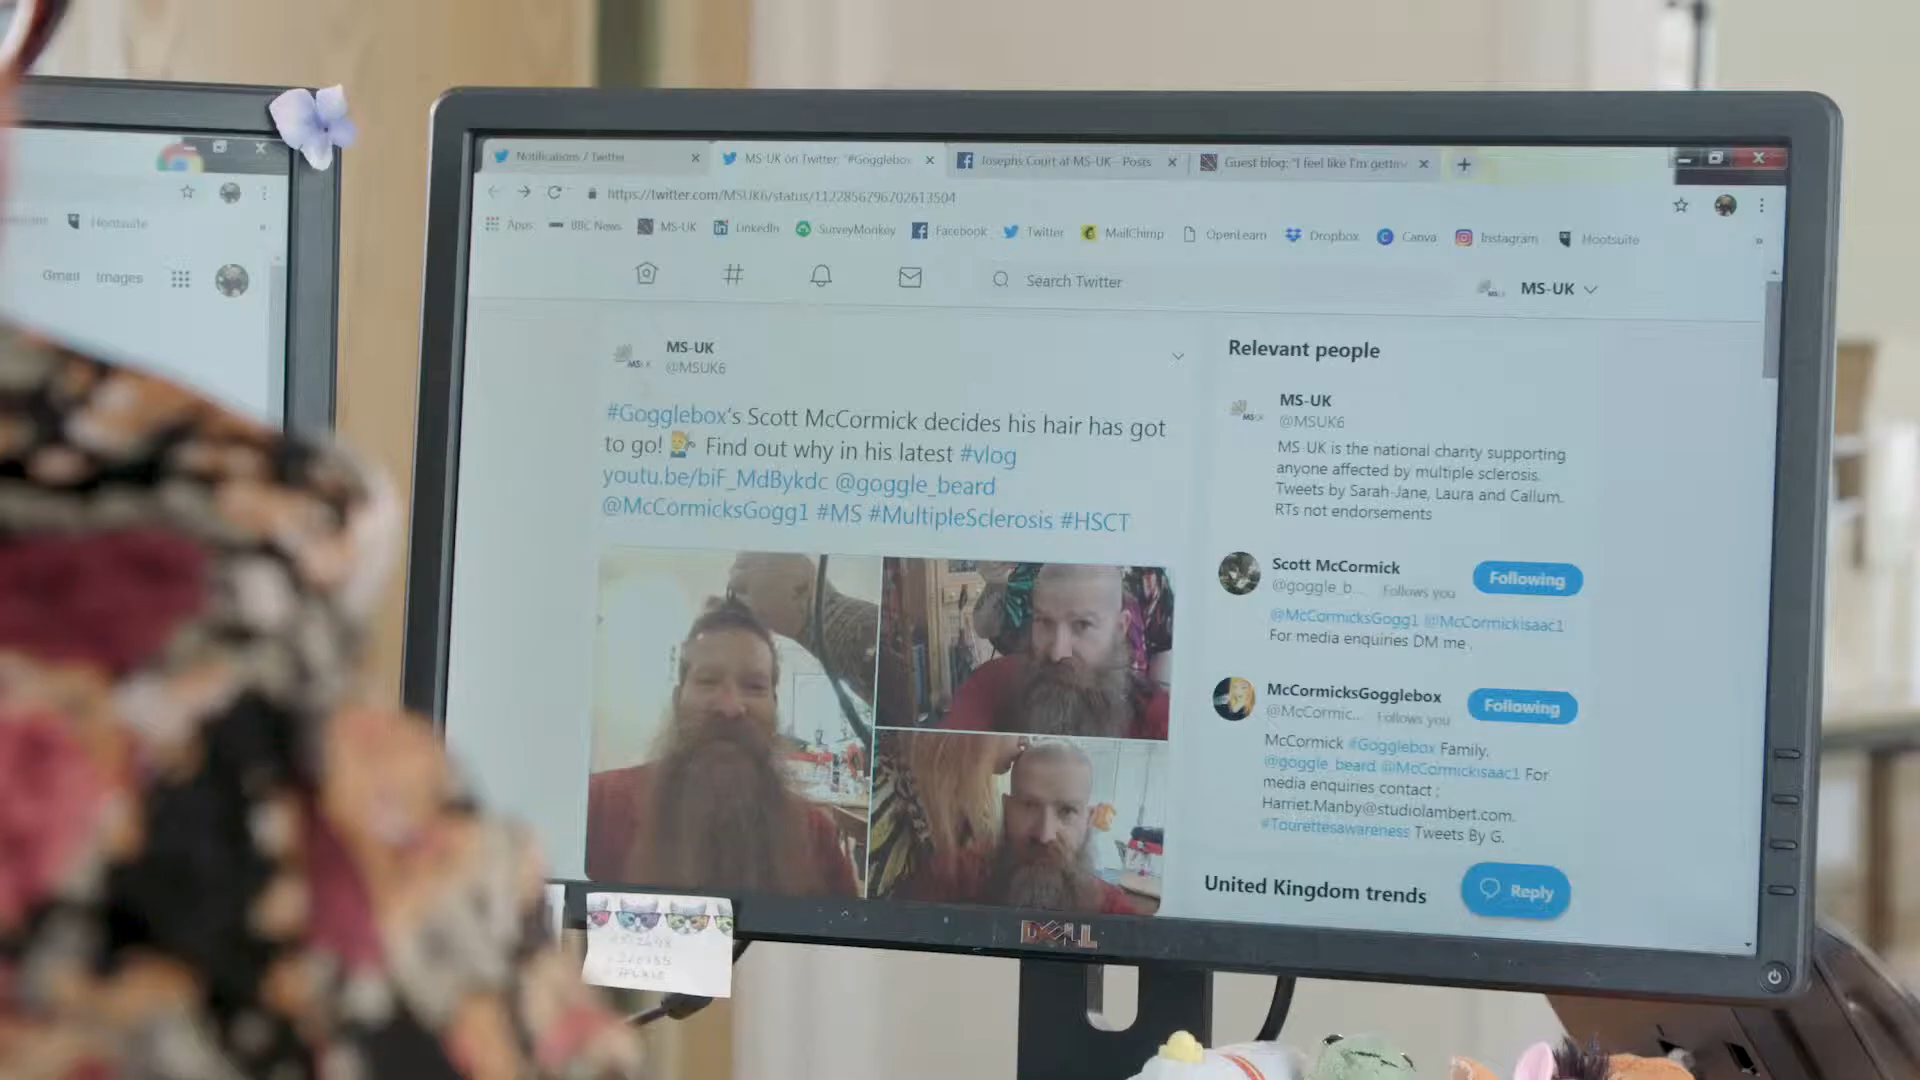 Notifications / Twitter
MS-UK on Twitter: "#Gogglebox
Josephs Court at MS-UK - Posts
Guest blog: "I feel like I'm gettin
https://twitter.com/MSUK6/status/1122856796702613504
Apps
BBC News
MS-UK
LinkedIn
SurveyMonkey
Facebook
Twitter
MailChimp
OpenLearn
Dropbox
Canva
Instagram
Hootsuite
Hootsuite
Gmail Images
Search Twitter
MS-UK
MS-UK
@MSUK6
#Gogglebox's Scott McCormick decides his hair has got
to go! Find out why in his latest #vlog
youtu.be/biF_MdBykdc @goggle_beard
@McCormicksGogg1 #MS #MultipleSclerosis #HSCT
Relevant people
MS-UK
@MSUK6
MS-UK is the national charity supporting
anyone affected by multiple sclerosis.
Tweets by Sarah-Jane, Laura and Callum.
RTs not endorsements
Scott McCormick
@goggle_b... Follows you
Following
@McCormicksGogg1 @McCormickisaac1
For media enquiries DM me .
McCormicksGogglebox
@McCormic... Follows you
Following
McCormick #Gogglebox Family.
@goggle_beard @McCormickisaac1 For
media enquiries contact ;
Harriet.Manby@studiolambert.com.
#Tourettesawareness Tweets By G.
United Kingdom trends
Reply
DELL